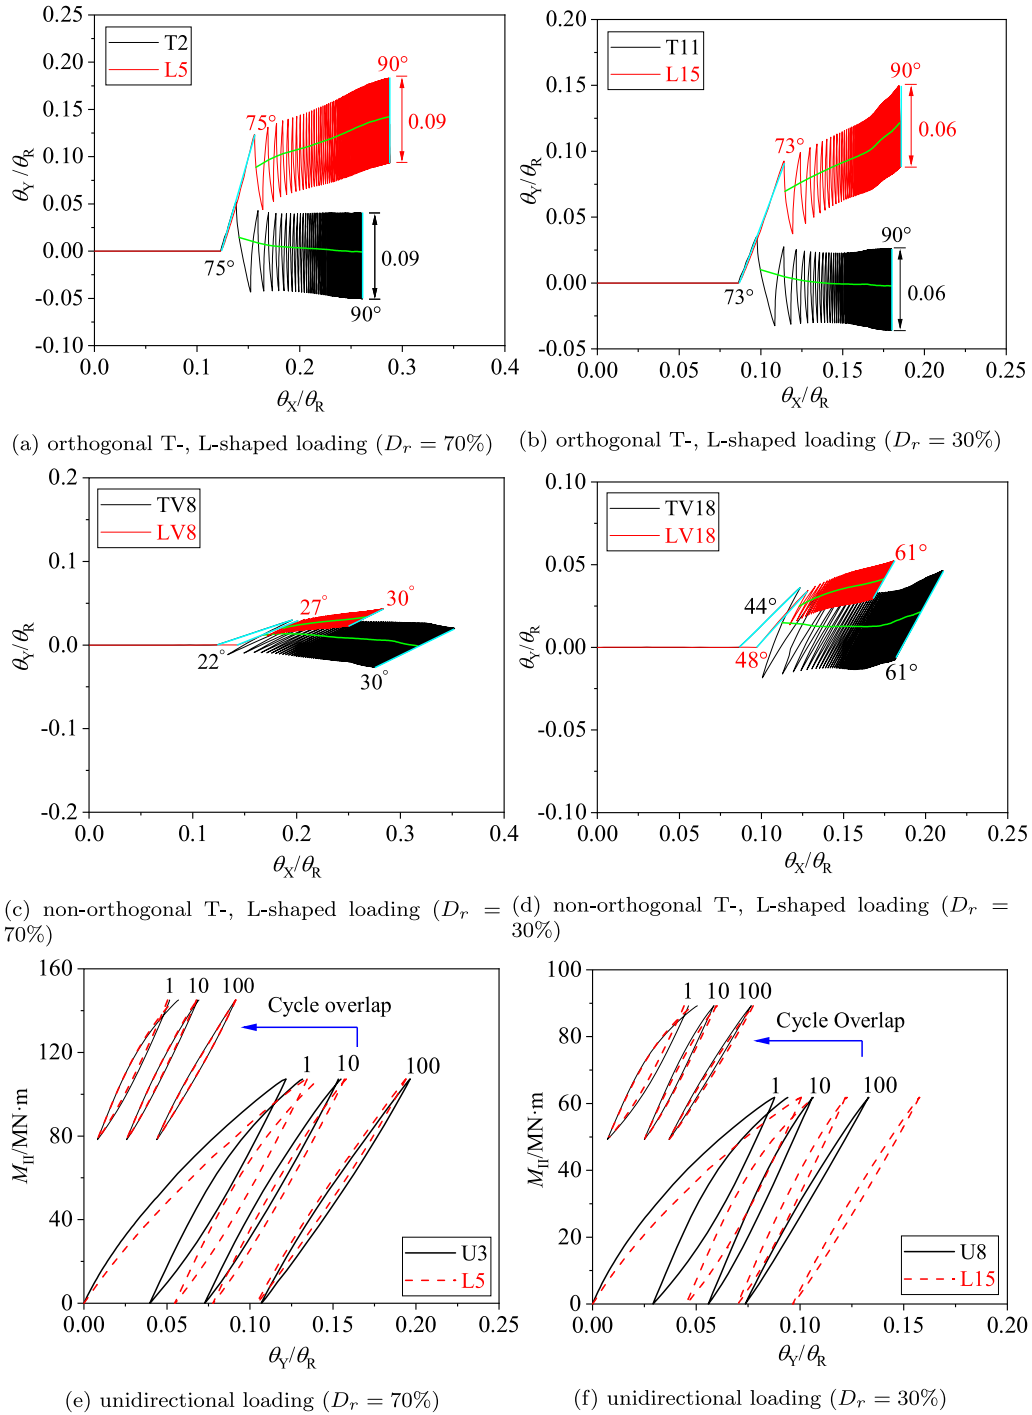 0.25
0.20
0.15
0.10
0.05
0.00
-0.05
-0.10
θY/θR
T2
L5
75°
90°
0.09
75°
0.09
90°
0.0 0.1 0.2 0.3 0.4
θX/θR
(a) orthogonal T-, L-shaped loading (Dr = 70%)
0.20
0.15
0.10
0.05
0.00
-0.05
θY/θR
T11
L15
90°
73°
0.06
90°
73°
0.06
0.00 0.05 0.10 0.15 0.20 0.25
θX/θR
(b) orthogonal T-, L-shaped loading (Dr = 30%)
0.2
0.1
0.0
-0.1
-0.2
θY/θR
TV8
LV8
27°
30°
22°
30°
0.0 0.1 0.2 0.3 0.4
θX/θR
(c) non-orthogonal T-, L-shaped loading (Dr =
70%)
0.10
0.05
0.00
-0.05
-0.10
θY/θR
TV18
LV18
61°
44°
48°
61°
0.00 0.05 0.10 0.15 0.20 0.25
θX/θR
(d) non-orthogonal T-, L-shaped loading (Dr =
30%)
160
120
80
40
0
MII/MN·m
1 10 100
Cycle overlap
1 10 100
U3
L5
0.00 0.05 0.10 0.15 0.20 0.25
θY/θR
(e) unidirectional loading (Dr = 70%)
100
80
60
40
20
0
MII/MN·m
1 10 100
Cycle Overlap
1 10 100
U8
L15
0.00 0.05 0.10 0.15 0.20
θY/θR
(f) unidirectional loading (Dr = 30%)